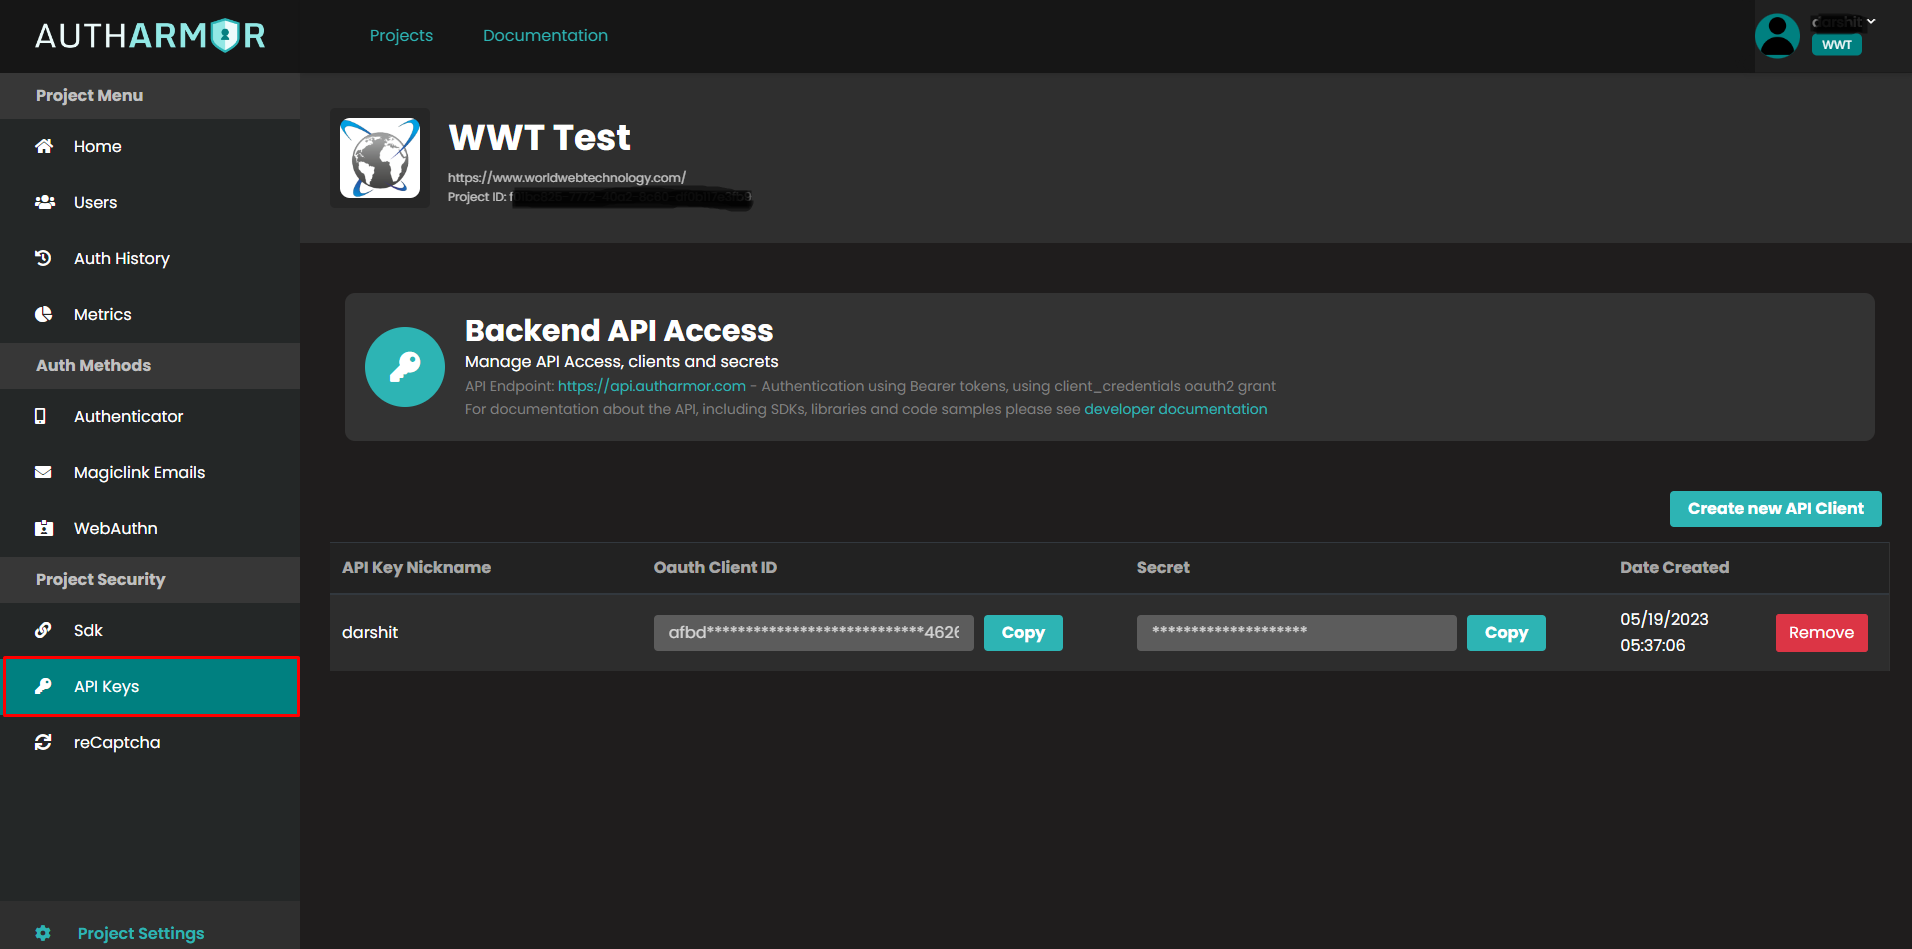 AUTHARMOR
Projects
Documentation
darshit
WWT
Project Menu
Home
Users
Auth History
Metrics
Auth Methods
Authenticator
Magiclink Emails
WebAuthn
Project Security
Sdk
API Keys
reCaptcha
Project Settings
WWT Test
https://www.worldwebtechnology.com/
Project ID:
Backend API Access
Manage API Access, clients and secrets
API Endpoint: https://api.autharmor.com - Authentication using Bearer tokens, using client_credentials oauth2 grant
For documentation about the API, including SDKs, libraries and code samples please see developer documentation
Create new API Client
API Key Nickname Oauth Client ID Secret Date Created
darshit afbd****************************4626 Copy ******************** Copy 05/19/2023
05:37:06 Remove